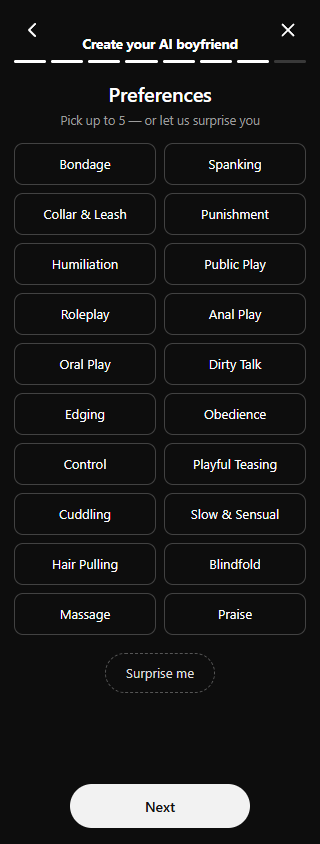 Create your AI boyfriend
Preferences
Pick up to 5 — or let us surprise you
Bondage
Spanking
Collar & Leash
Punishment
Humiliation
Public Play
Roleplay
Anal Play
Oral Play
Dirty Talk
Edging
Obedience
Control
Playful Teasing
Cuddling
Slow & Sensual
Hair Pulling
Blindfold
Massage
Praise
Surprise me
Next